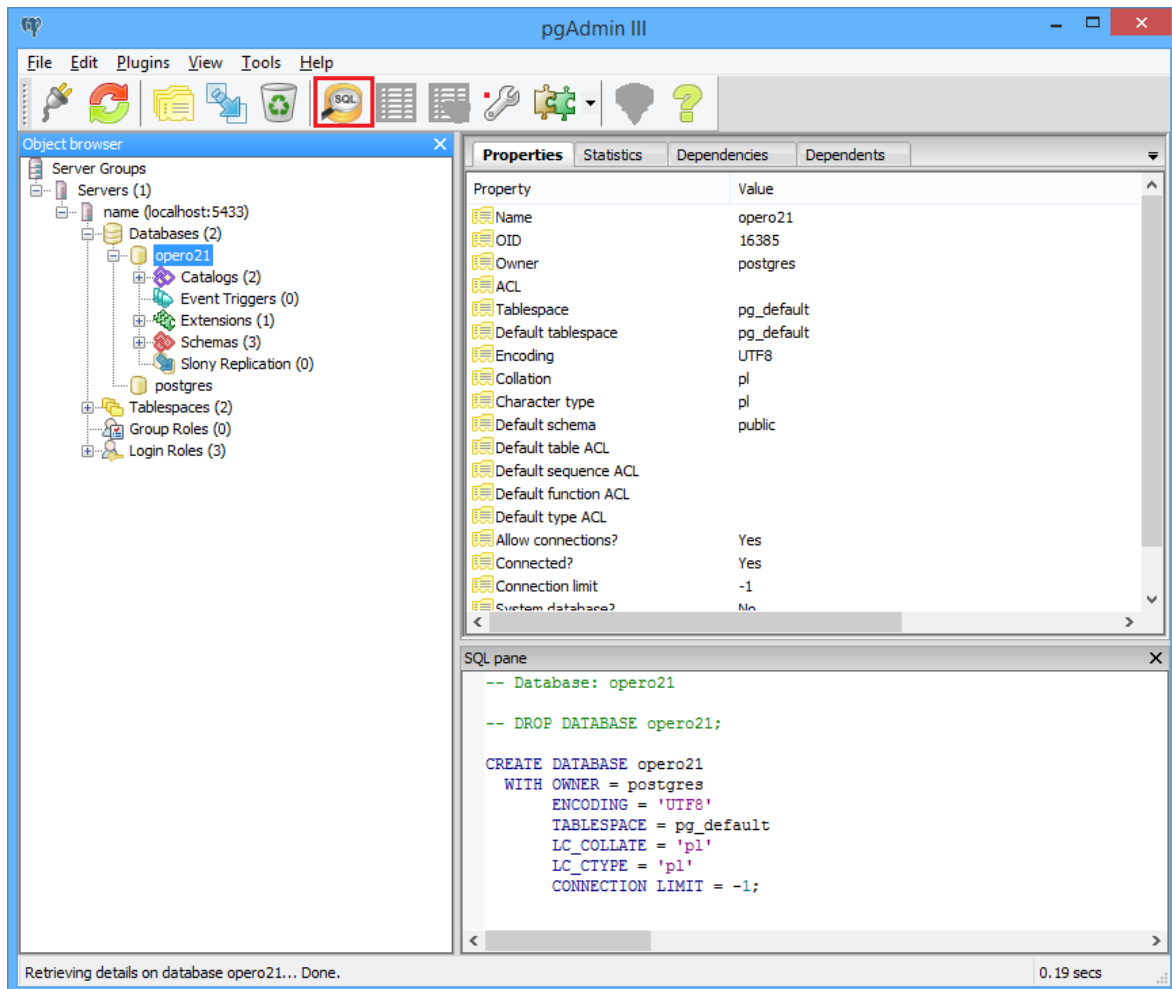 pgAdmin III
File Edit Plugins View Tools Help
SQL
Object browser
Server Groups
Servers (1)
name (localhost:5433)
Databases (2)
opero21
Catalogs (2)
Event Triggers (0)
Extensions (1)
Schemas (3)
Slony Replication (0)
postgres
Tablespaces (2)
Group Roles (0)
Login Roles (3)
Properties Statistics Dependencies Dependents
Property Value
Name opero21
OID 16385
Owner postgres
ACL
Tablespace pg_default
Default tablespace pg_default
Encoding UTF8
Collation pl
Character type pl
Default schema public
Default table ACL
Default sequence ACL
Default function ACL
Default type ACL
Allow connections? Yes
Connected? Yes
Connection limit -1
System database? No
SQL pane
-- Database: opero21
-- DROP DATABASE opero21;
CREATE DATABASE opero21
WITH OWNER = postgres
ENCODING = 'UTF8'
TABLESPACE = pg_default
LC_COLLATE = 'pl'
LC_CTYPE = 'pl'
CONNECTION LIMIT = -1;
Retrieving details on database opero21... Done. 0.19 secs